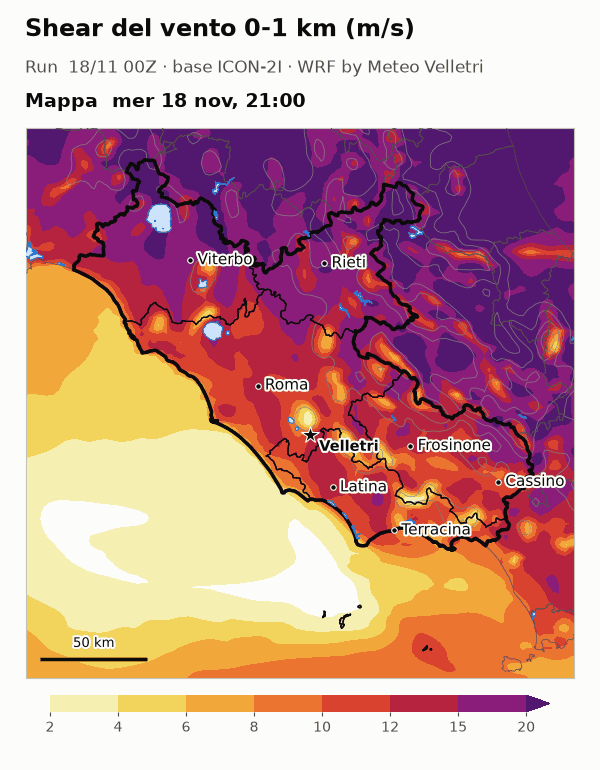 Shear del vento 0-1 km (m/s)
Run  18/11 00Z · base ICON-2I · WRF by Meteo Velletri
Mappa  mer 18 nov, 21:00
Viterbo
Rieti
Roma
Velletri
Frosinone
Latina
Cassino
Terracina
50 km
2 4 6 8 10 12 15 20